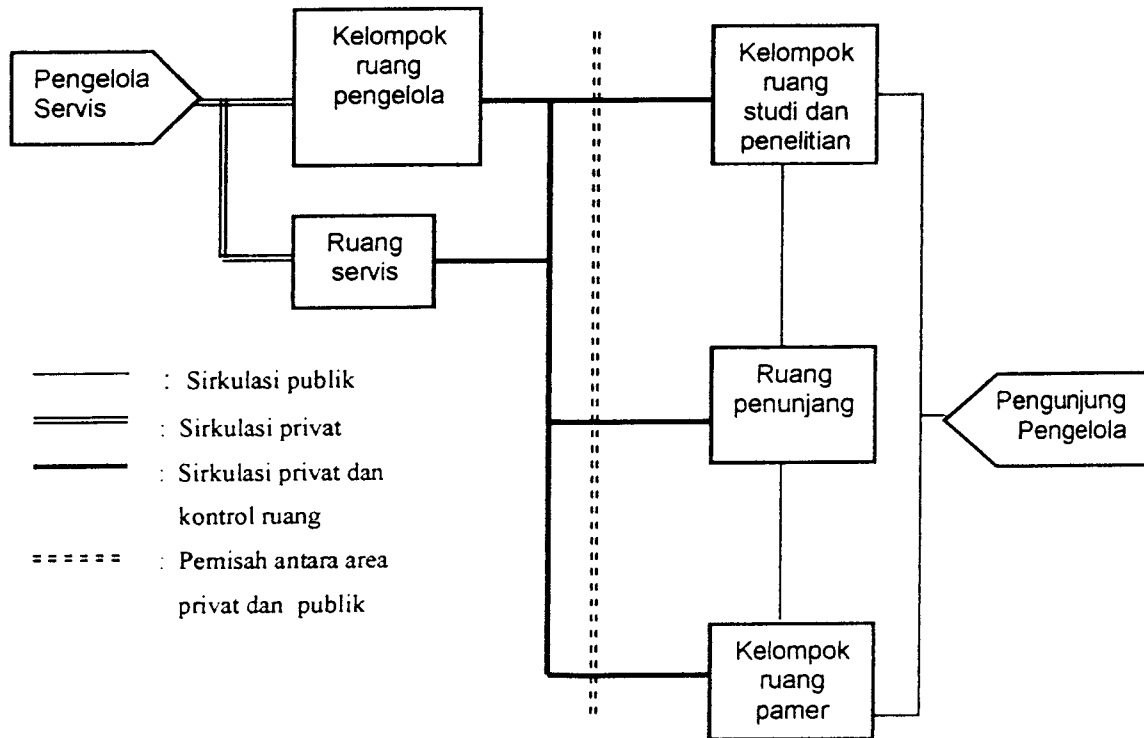 Pengelola
Servis
Kelompok
ruang
pengelola
Kelompok
ruang
studi dan
penelitian
Ruang
servis
Ruang
penunjang
Pengunjung
Pengelola
Kelompok
ruang
pamer
: Sirkulasi publik
: Sirkulasi privat
: Sirkulasi privat dan
kontrol ruang
: Pemisah antara area
privat dan publik